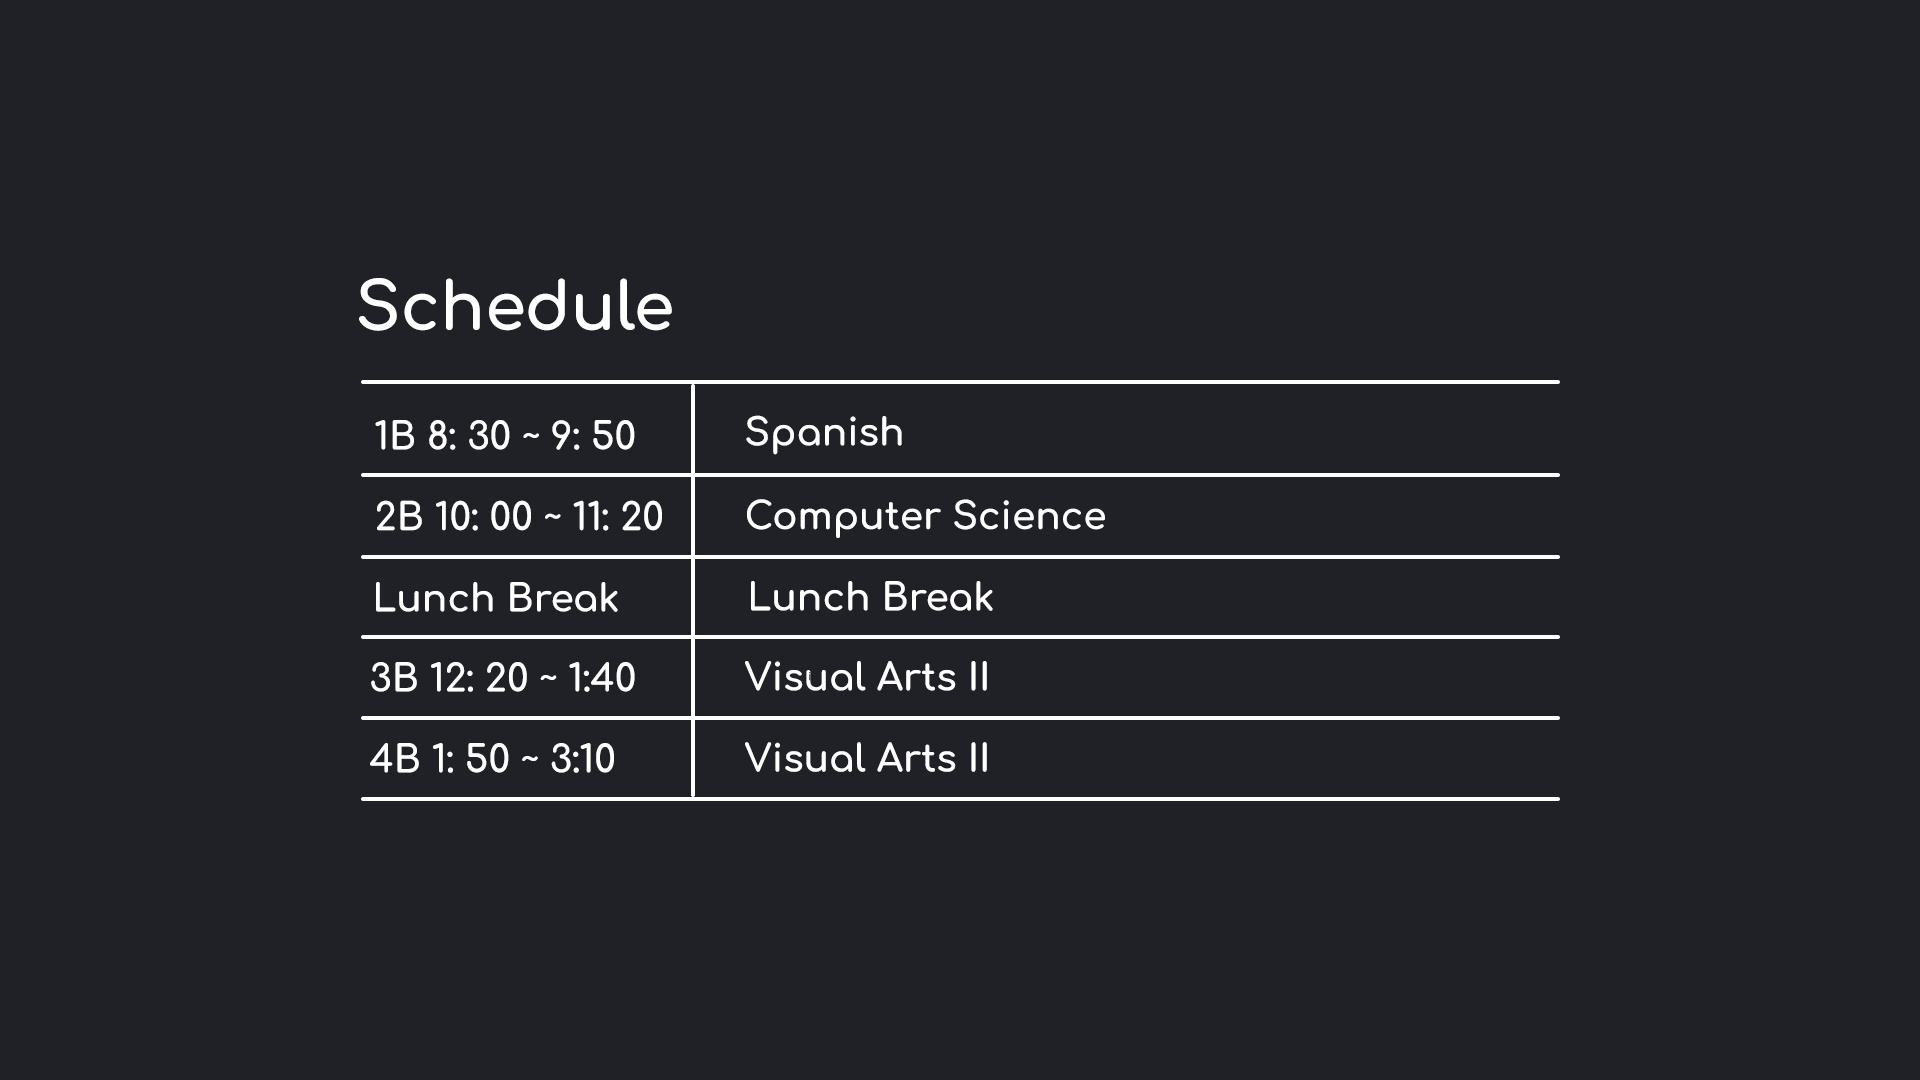 Schedule
1B 8: 30 ~ 9: 50 Spanish
2B 10: 00 ~ 11: 20 Computer Science
Lunch Break Lunch Break
3B 12: 20 ~ 1:40 Visual Arts II
4B 1: 50 ~ 3:10 Visual Arts II